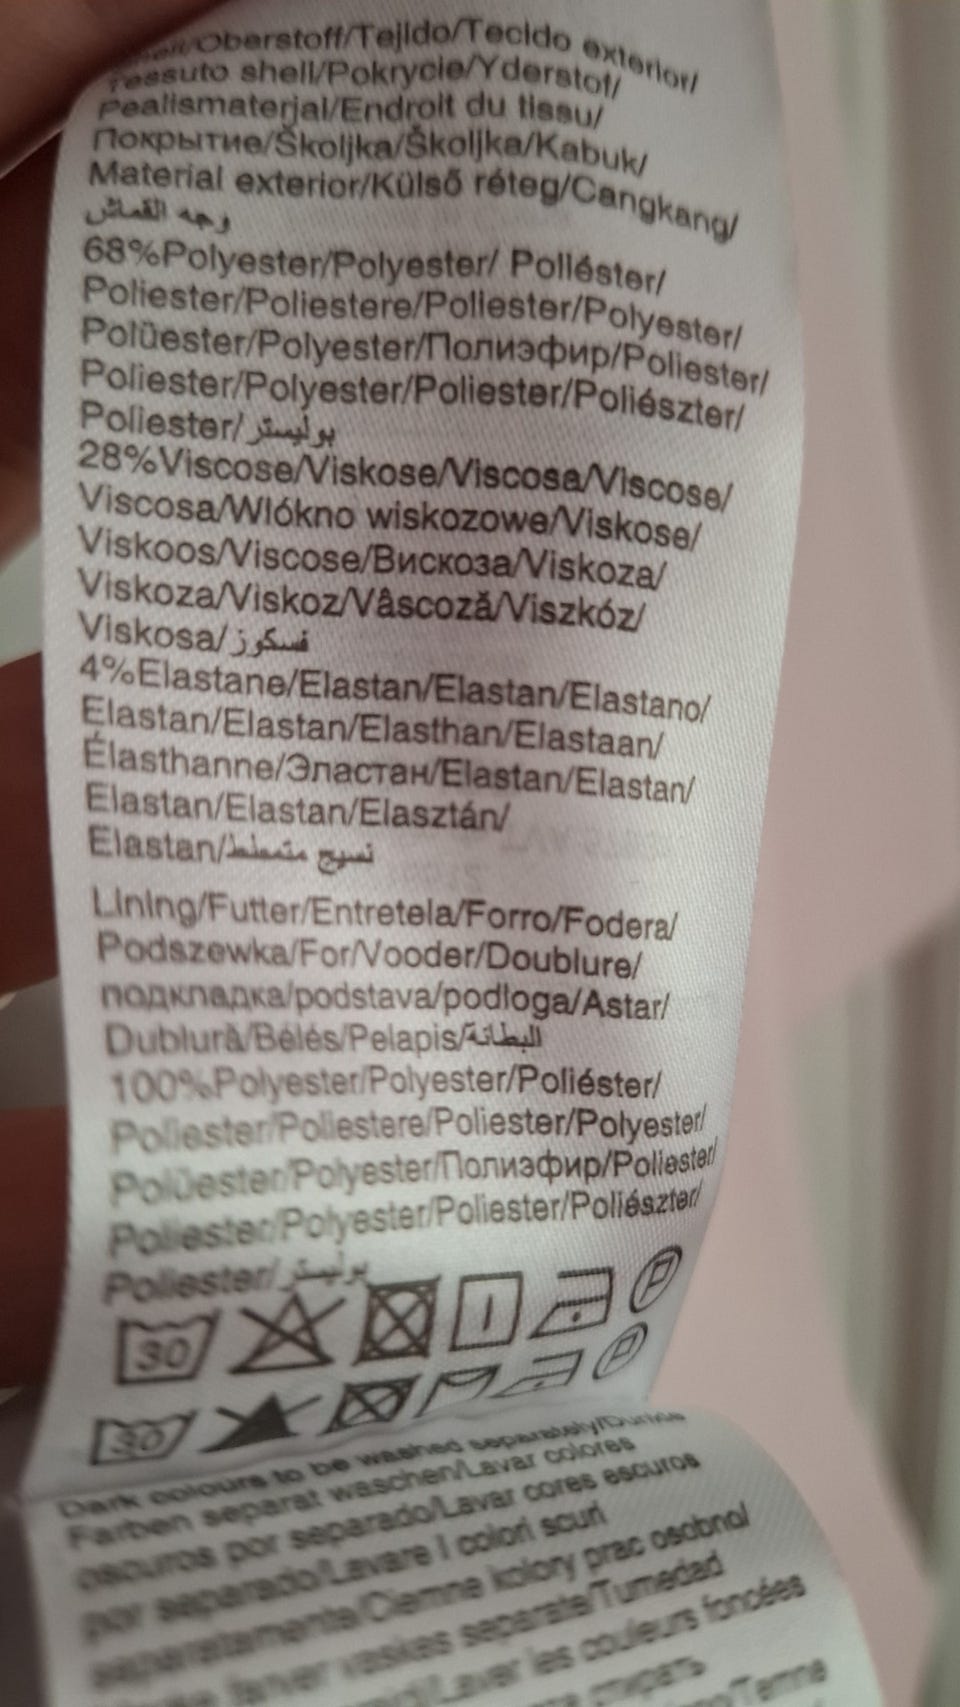 /Oberstoff/Tejido/Tecido exterior/
Tessuto shell/Pokrycie/Yderstof/
Pealismaterjal/Endroit du tissu/
Покрытие/Školjka/Školjka/Kabuk/
Material exterior/Külső réteg/Cangkang/
وجه القماش
68%Polyester/Polyester/ Poliéster/
Poliester/Poliestere/Poliester/Polyester/
Polüester/Polyester/Полиэфир/Poliester/
Poliester/Polyester/Poliester/Poliészter/
Poliester/بوليستر
28%Viscose/Viskose/Viscosa/Viscose/
Viscosa/Wlókno wiskozowe/Viskose/
Viskoos/Viscose/Вискоза/Viskoza/
Viskoza/Viskoz/Vâscoză/Viszkóz/
Viskosa/فسكوز
4%Elastane/Elastan/Elastan/Elastano/
Elastan/Elastan/Elasthan/Elastaan/
Élasthanne/Эластан/Elastan/Elastan/
Elastan/Elastan/Elasztán/
Elastan/نسيج متمطط
Lining/Futter/Entretela/Forro/Fodera/
Podszewka/For/Vooder/Doublure/
подкладка/podstava/podloga/Astar/
Dublură/Bélés/Pelapis/البطانة
100%Polyester/Polyester/Poliéster/
Poliester/Poliestere/Poliester/Polyester/
Polüester/Polyester/Полиэфир/Poliester/
Poliester/Polyester/Poliester/Poliészter/
Poliester/بوليستر
30 P
30 P
Dark colours to be washed separately/Dunkle
Farben separat waschen/Lavar colores
oscuros por separado/Lavar cores escuros
por separado/Lavare I colori scuri
separatamente/Ciemne kolory prac osobno/
farver vaskes separate/Tumedad
/Laver les couleurs foncées
стирать
/Temne